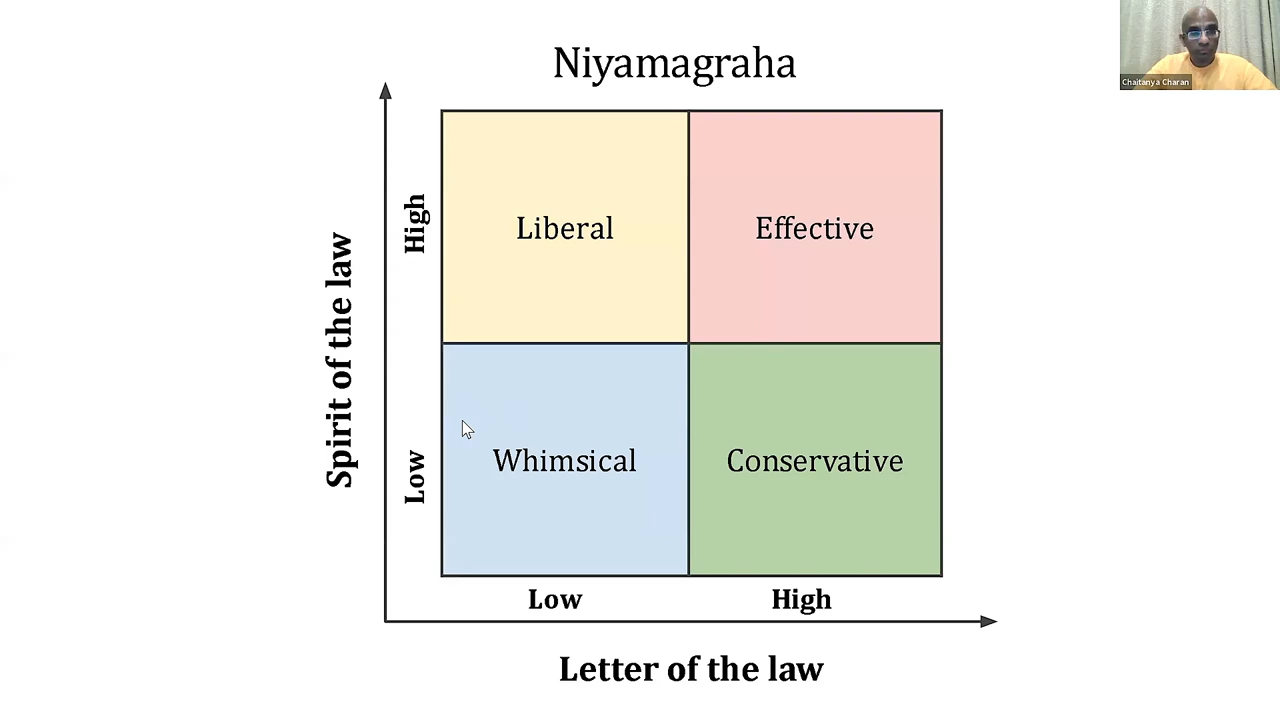 Niyamagraha
Chaitanya Charan
Spirit of the law
High
Low
Liberal
Effective
Whimsical
Conservative
Low
High
Letter of the law